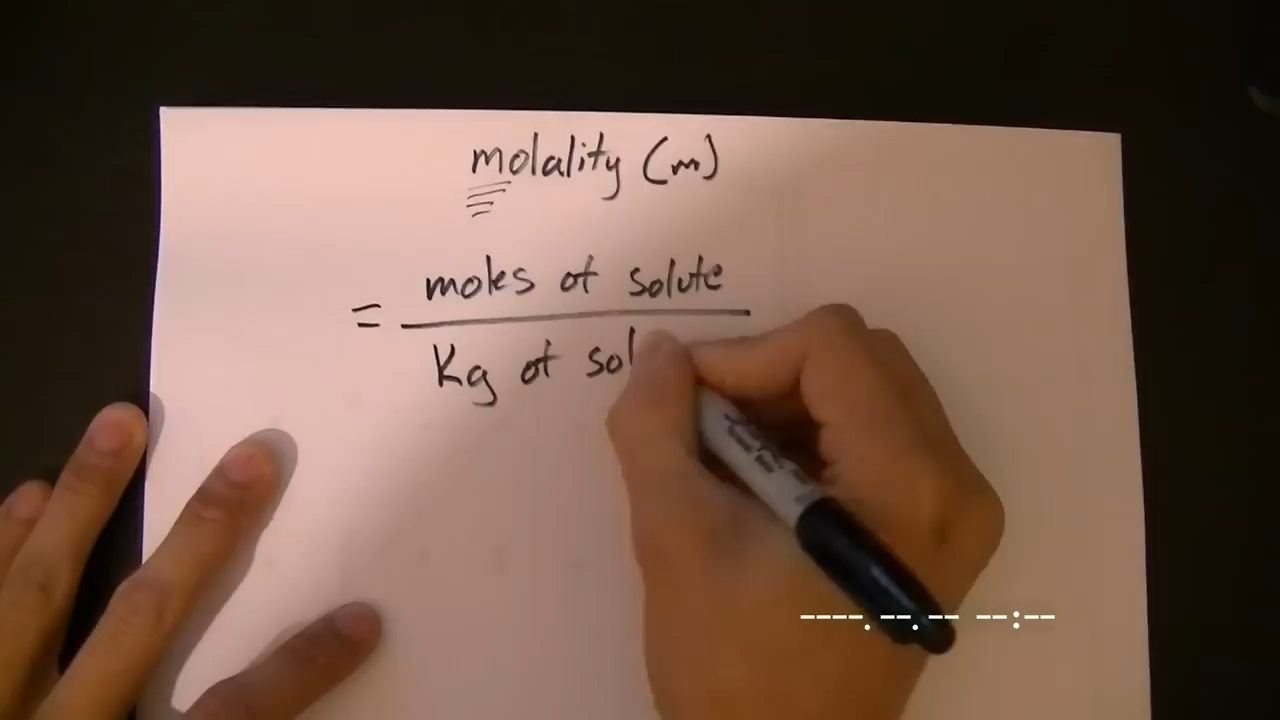 molality (m)
= moles of solute
Kg of sol
----.--.-- --:--